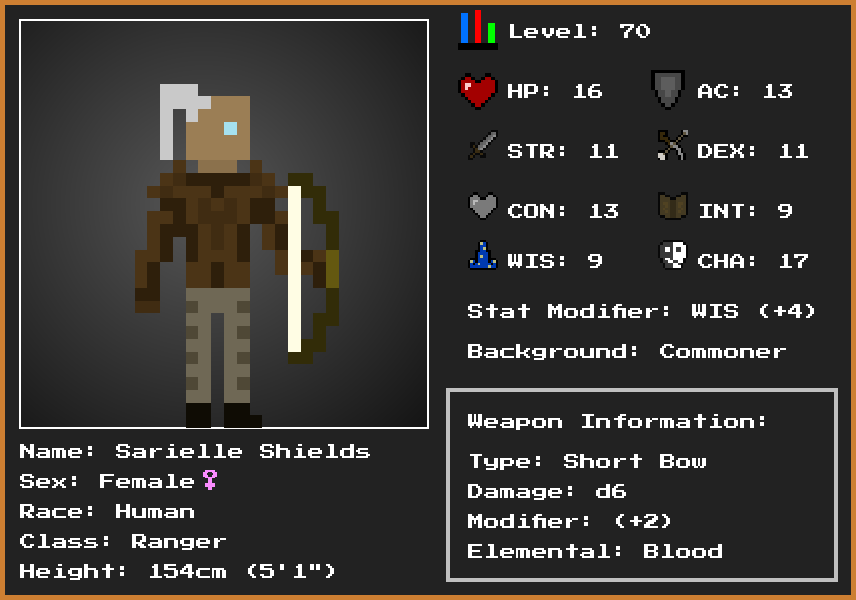 Level: 70
HP: 16 AC: 13
STR: 11 DEX: 11
CON: 13 INT: 9
WIS: 9 CHA: 17
Stat Modifier: WIS (+4)
Background: Commoner
Weapon Information:
Type: Short Bow
Damage: d6
Modifier: (+2)
Elemental: Blood
Name: Sarielle Shields
Sex: Female♀
Race: Human
Class: Ranger
Height: 154cm (5'1")